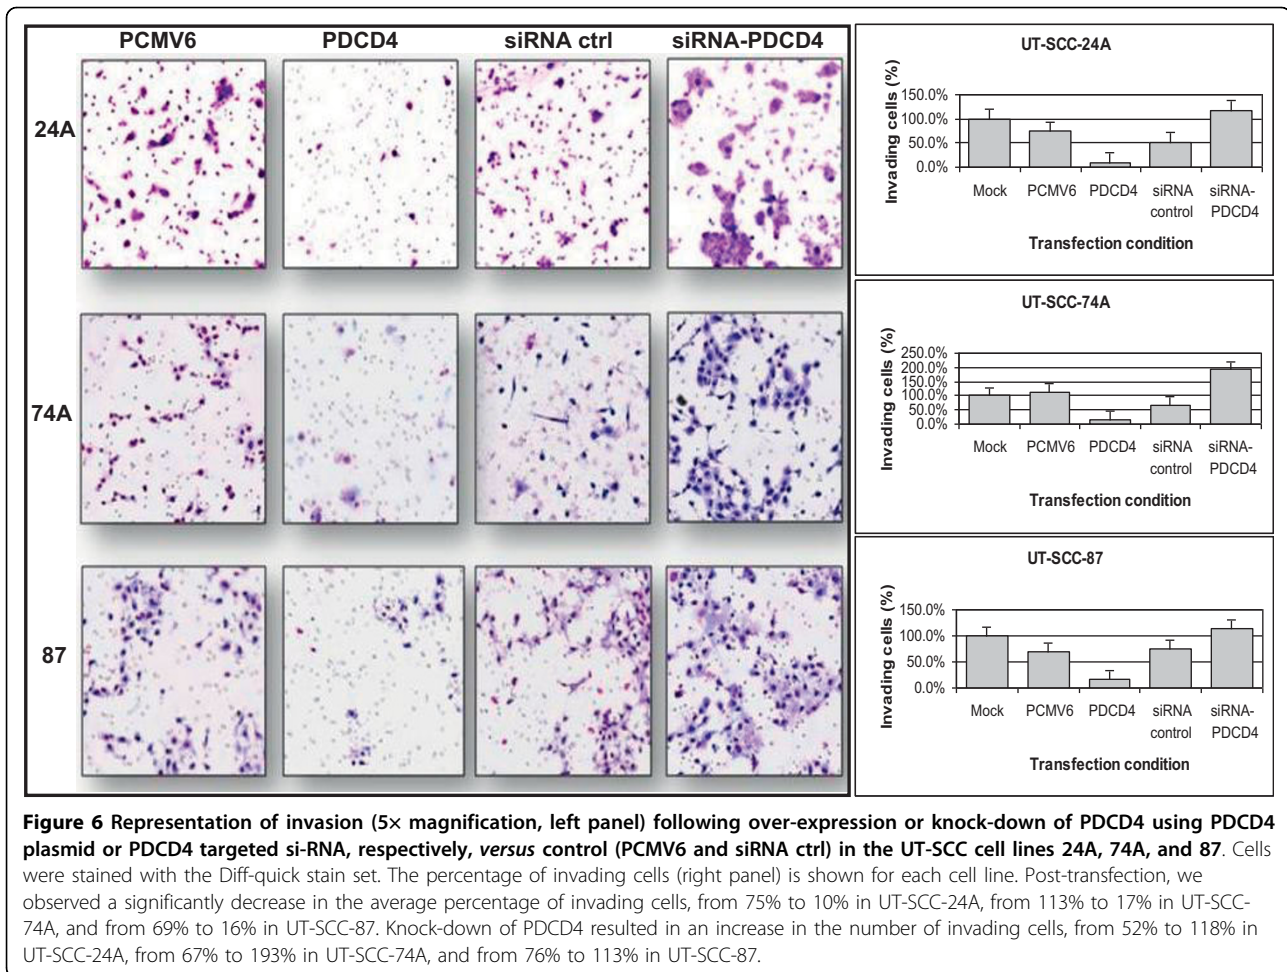 PCMV6 PDCD4 siRNA ctrl siRNA-PDCD4
24A
74A
87
UT-SCC-24A
Invading cells (%)
150.0%
100.0%
50.0%
0.0%
Mock PCMV6 PDCD4 siRNA siRNA-
control PDCD4
Transfection condition
UT-SCC-74A
Invading cells (%)
250.0%
200.0%
150.0%
100.0%
50.0%
0.0%
Mock PCMV6 PDCD4 siRNA siRNA-
control PDCD4
Transfection condition
UT-SCC-87
Invading cells (%)
150.0%
100.0%
50.0%
0.0%
Mock PCMV6 PDCD4 siRNA siRNA-
control PDCD4
Transfection condition
Figure 6 Representation of invasion (5× magnification, left panel) following over-expression or knock-down of PDCD4 using PDCD4
plasmid or PDCD4 targeted si-RNA, respectively, versus control (PCMV6 and siRNA ctrl) in the UT-SCC cell lines 24A, 74A, and 87. Cells
were stained with the Diff-quick stain set. The percentage of invading cells (right panel) is shown for each cell line. Post-transfection, we
observed a significantly decrease in the average percentage of invading cells, from 75% to 10% in UT-SCC-24A, from 113% to 17% in UT-SCC-
74A, and from 69% to 16% in UT-SCC-87. Knock-down of PDCD4 resulted in an increase in the number of invading cells, from 52% to 118% in
UT-SCC-24A, from 67% to 193% in UT-SCC-74A, and from 76% to 113% in UT-SCC-87.